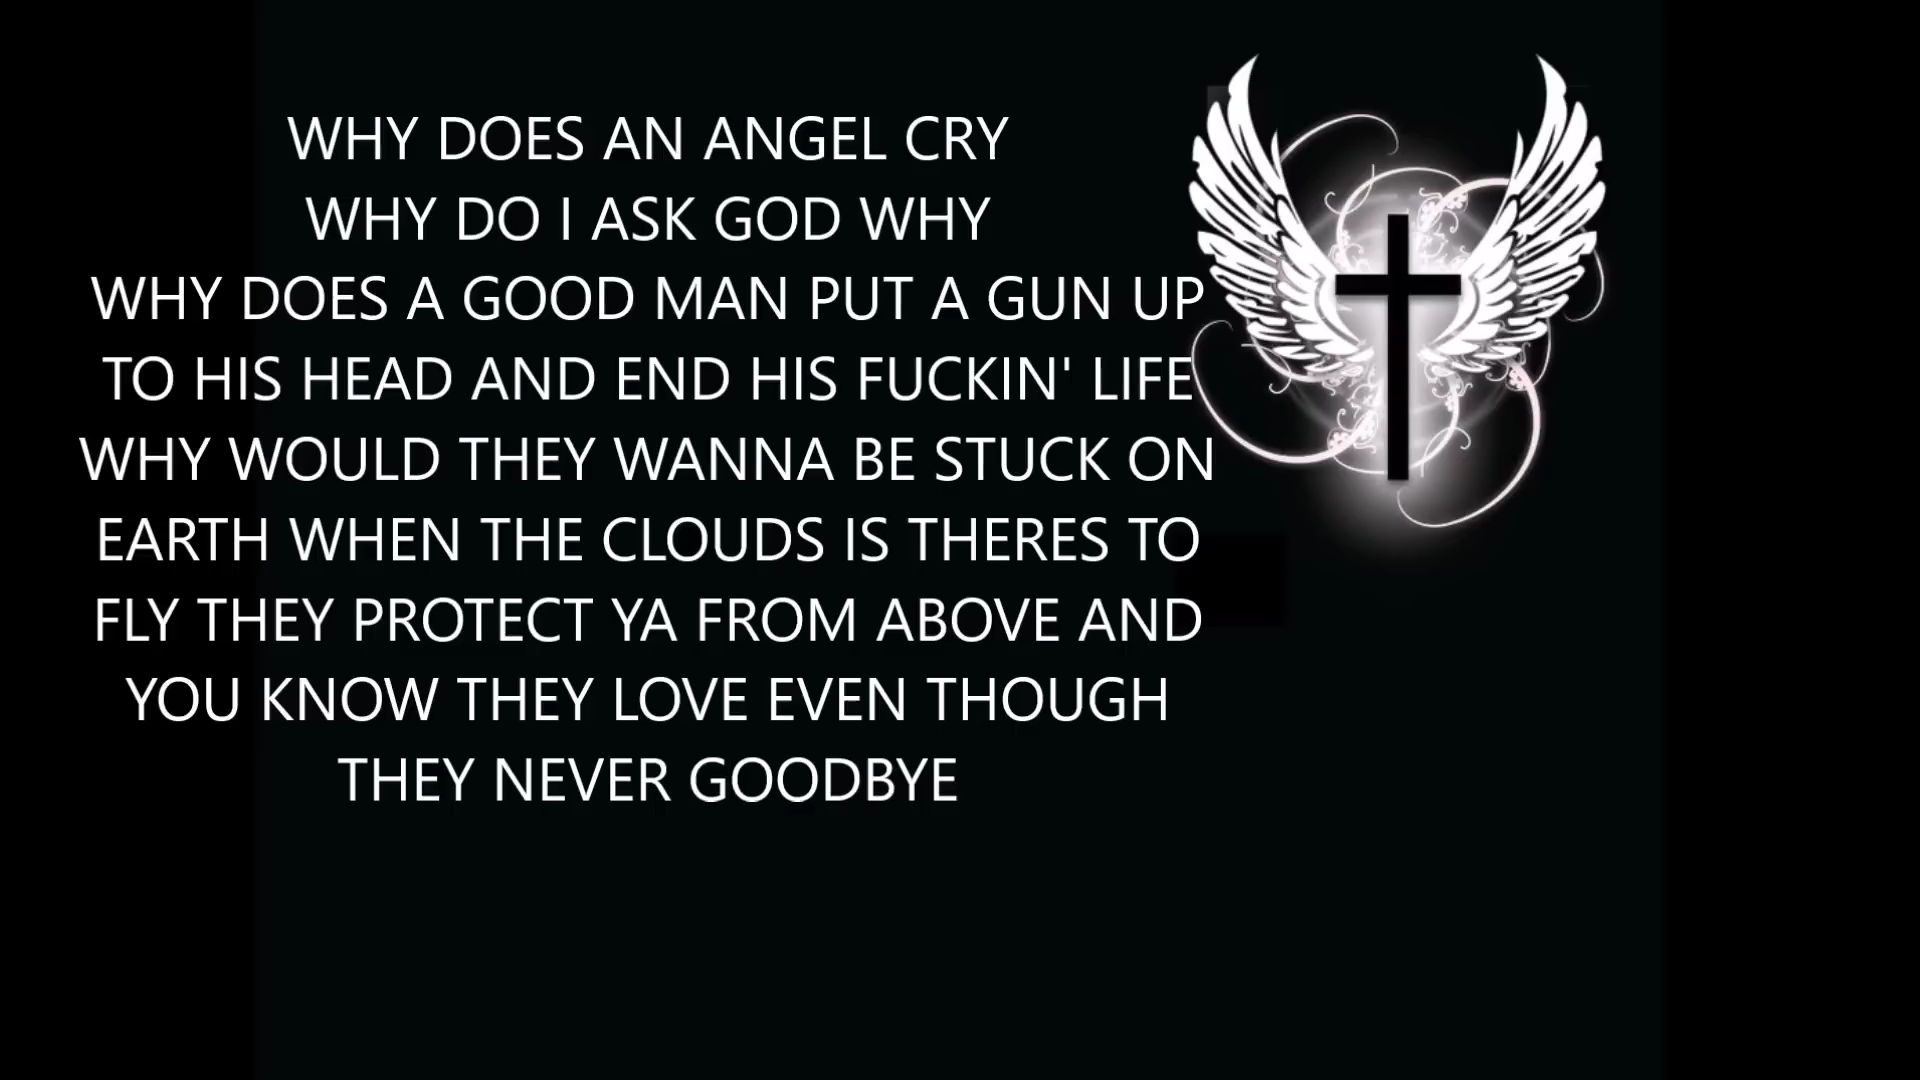 WHY DOES AN ANGEL CRY
WHY DO I ASK GOD WHY
WHY DOES A GOOD MAN PUT A GUN UP
TO HIS HEAD AND END HIS FUCKIN' LIFE
WHY WOULD THEY WANNA BE STUCK ON
EARTH WHEN THE CLOUDS IS THERES TO
FLY THEY PROTECT YA FROM ABOVE AND
YOU KNOW THEY LOVE EVEN THOUGH
THEY NEVER GOODBYE